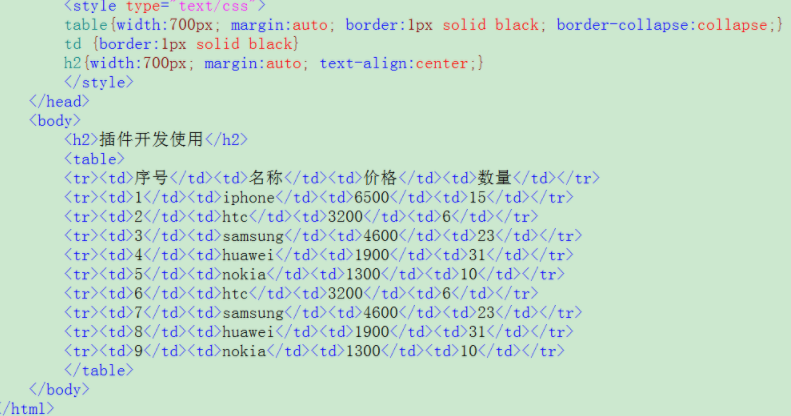 <style type="text/css">
table{width:700px; margin:auto; border:1px solid black; border-collapse:collapse;}
td {border:1px solid black}
h2{width:700px; margin:auto; text-align:center;}
</style>
</head>
<body>
<h2>插件开发使用</h2>
<table>
<tr><td>序号</td><td>名称</td><td>价格</td><td>数量</td></tr>
<tr><td>1</td><td>iphone</td><td>6500</td><td>15</td></tr>
<tr><td>2</td><td>htc</td><td>3200</td><td>6</td></tr>
<tr><td>3</td><td>samsung</td><td>4600</td><td>23</td></tr>
<tr><td>4</td><td>huawei</td><td>1900</td><td>31</td></tr>
<tr><td>5</td><td>nokia</td><td>1300</td><td>10</td></tr>
<tr><td>6</td><td>htc</td><td>3200</td><td>6</td></tr>
<tr><td>7</td><td>samsung</td><td>4600</td><td>23</td></tr>
<tr><td>8</td><td>huawei</td><td>1900</td><td>31</td></tr>
<tr><td>9</td><td>nokia</td><td>1300</td><td>10</td></tr>
</table>
</body>
</html>